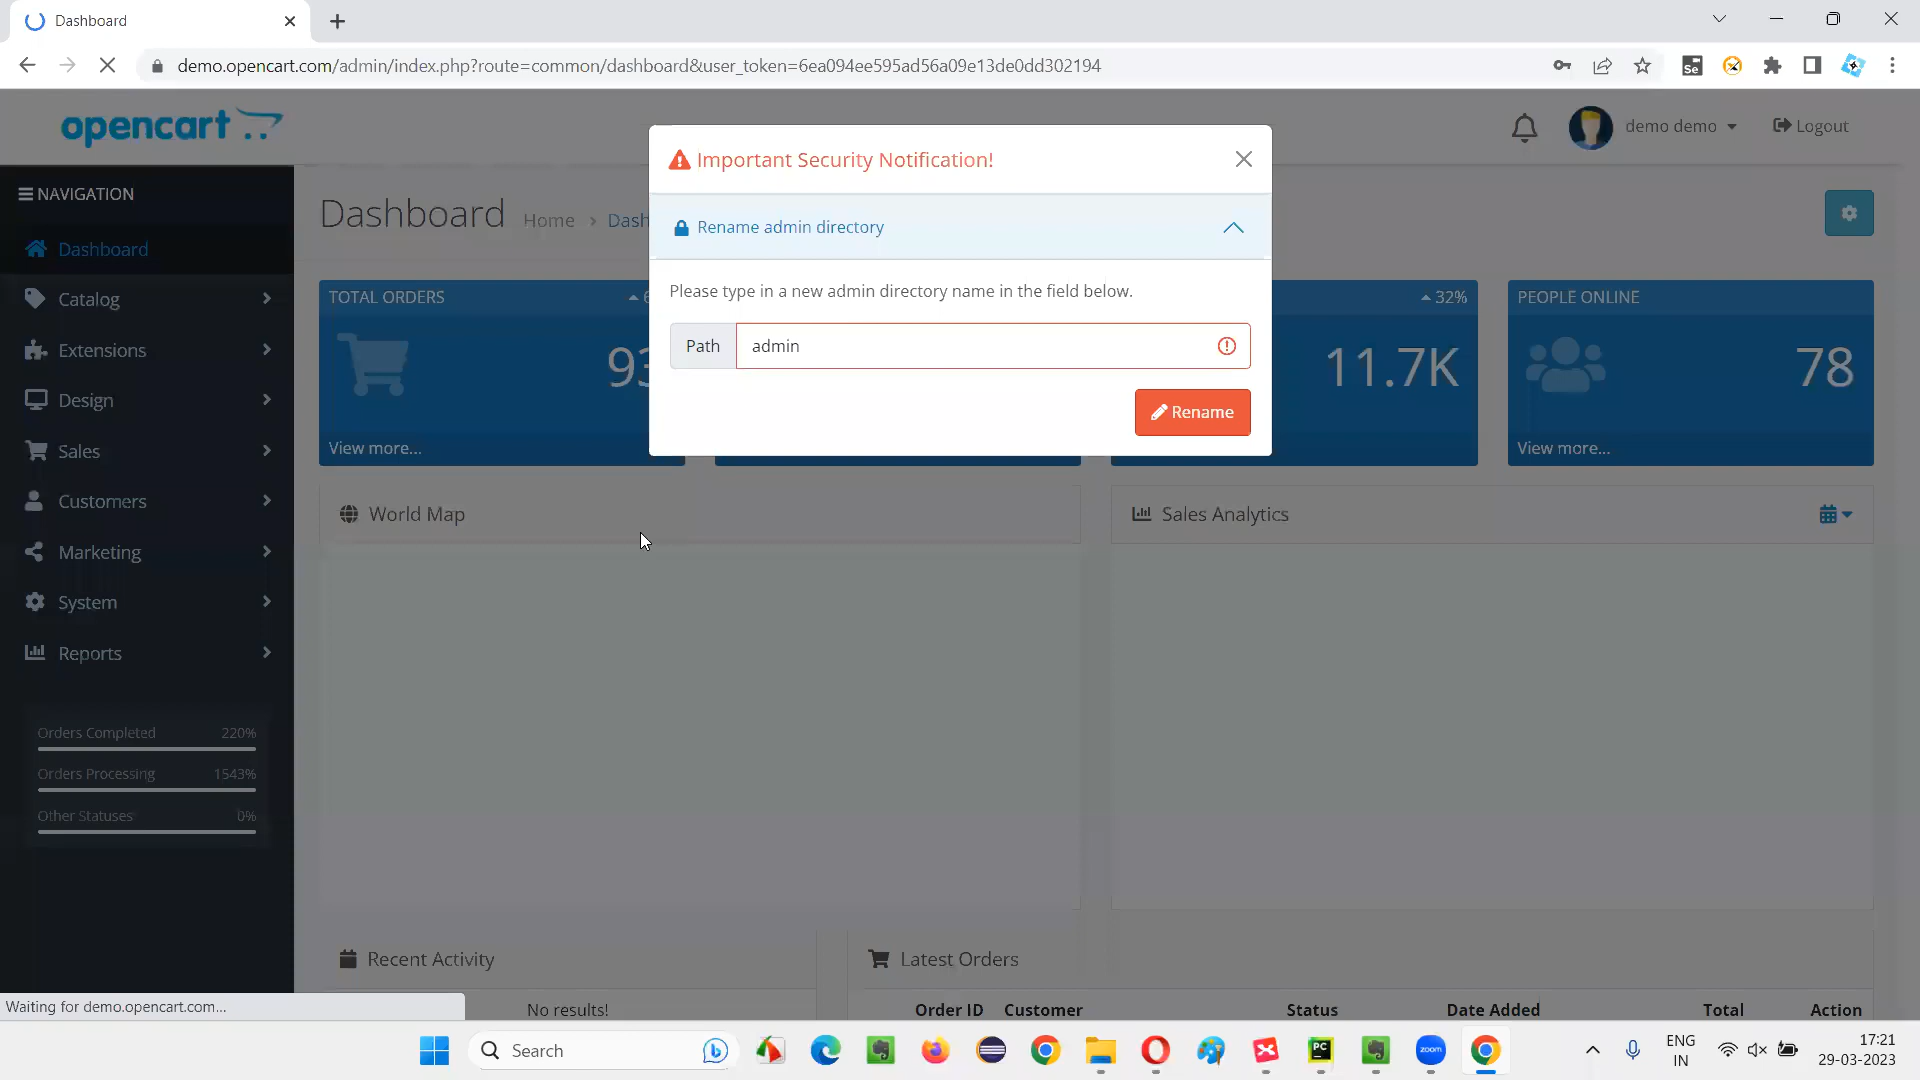 Dashboard
demo.opencart.com/admin/index.php?route=common/dashboard&user_token=6ea094ee595ad56a09e13de0dd302194
opencart
demo demo
Logout
Important Security Notification!
NAVIGATION
Rename admin directory
Dashboard Home > Dash
Dashboard
Please type in a new admin directory name in the field below.
Catalog
TOTAL ORDERS
32%
PEOPLE ONLINE
Path admin
Extensions
93
11.7K
78
Design
Rename
View more...
View more...
Sales
Customers
World Map
Sales Analytics
Marketing
System
Reports
Orders Completed 220%
Orders Processing 1543%
Other Statuses 0%
Recent Activity
Latest Orders
Waiting for demo.opencart.com...
No results!
Order ID Customer Status Date Added Total Action
Search
Se
PC
zoom
ENG
IN
17:21
29-03-2023